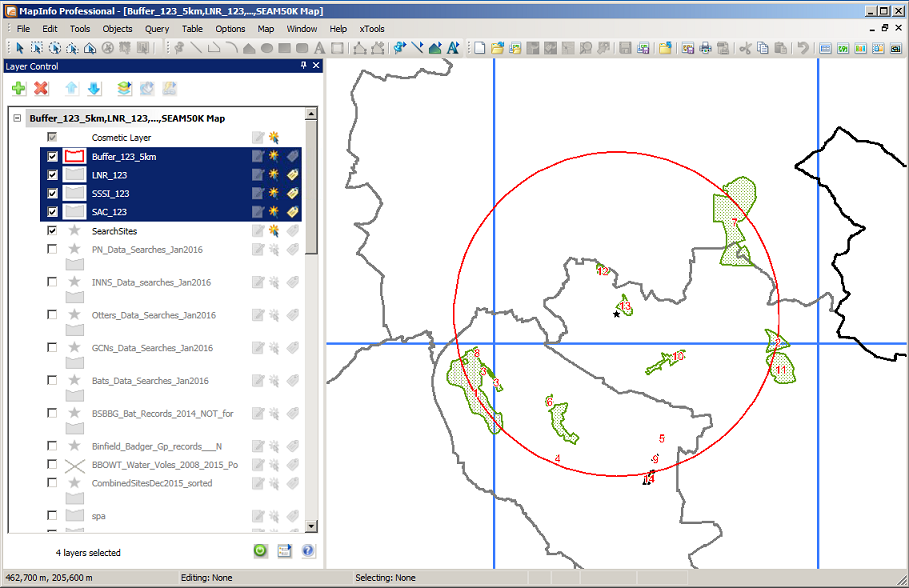 MapInfo Professional - [Buffer_123_5km,LNR_123,...,SEAM50K Map]
File Edit Tools Objects Query Table Options Map Window Help xTools
Layer Control
Buffer_123_5km,LNR_123,...,SEAM50K Map
Cosmetic Layer
Buffer_123_5km
LNR_123
SSSI_123
SAC_123
SearchSites
PN_Data_Searches_Jan2016
INNS_Data_searches_Jan2016
Otters_Data_Searches_Jan2016
GCNs_Data_Searches_Jan2016
Bats_Data_Searches_Jan2016
BSBBG_Bat_Records_2014_NOT_for
Binfield_Badger_Gp_records___N
BBOWT_Water_Voles_2008_2015_Po
CombinedSitesDec2015_sorted
spa
4 layers selected
7
12
13
2
8
10
11
3
3
1
6
5
4
9
14
462,700 m, 205,600 m
Editing: None
Selecting: None